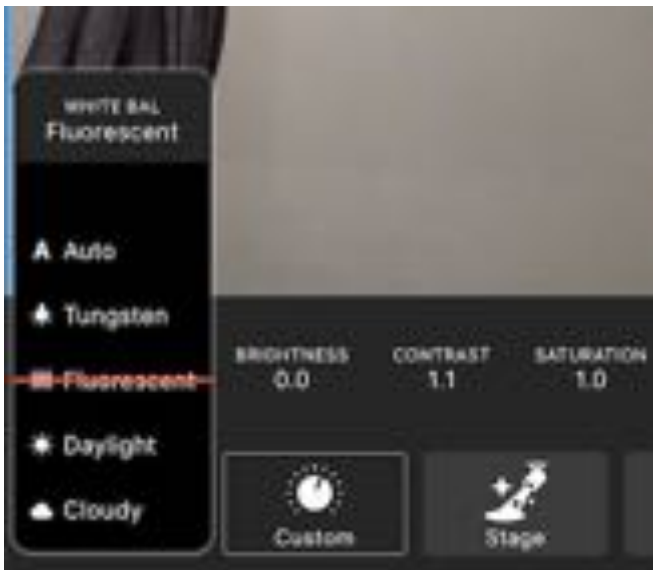 WHITE BAL
Fluorescent
A Auto
Tungsten
Fluorescent
Daylight
Cloudy
BRIGHTNESS
0.0
CONTRAST
1.1
SATURATION
1.0
Custom
Stage